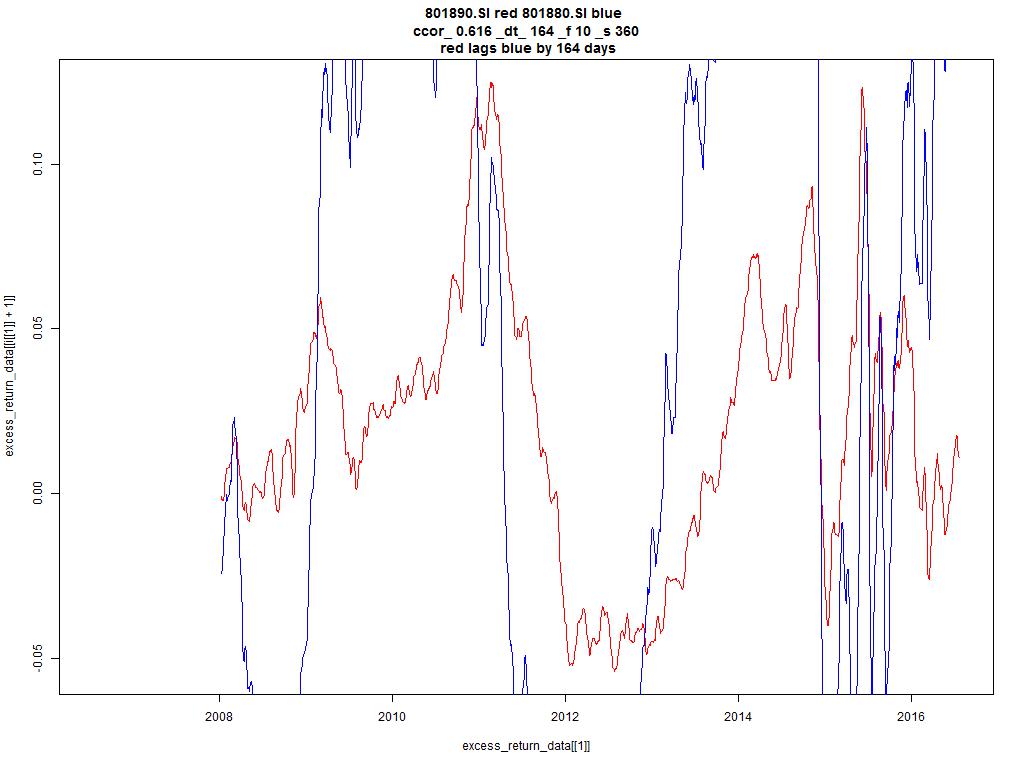 801890.SI red 801880.SI blue
ccor_ 0.616 _dt_ 164 _f 10 _s 360
red lags blue by 164 days
excess_return_data[[i[[1]] + 1]]
0.10
0.05
0.00
-0.05
2008 2010 2012 2014 2016
excess_return_data[[1]]